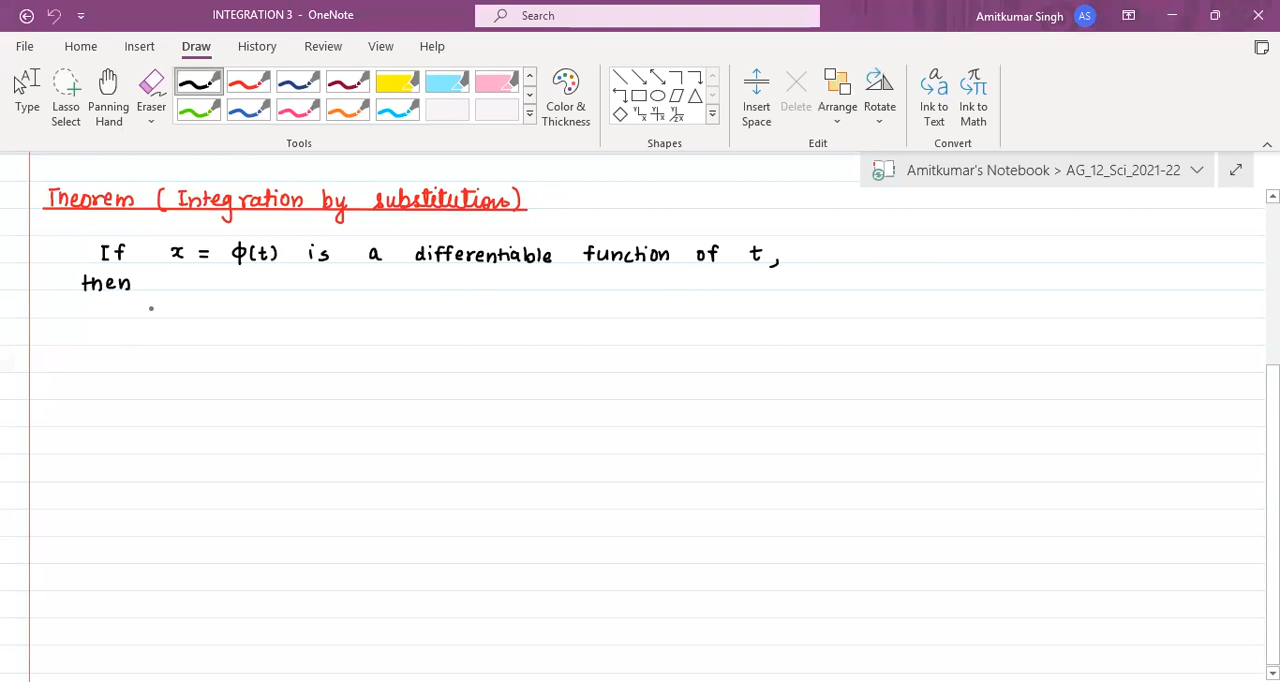 INTEGRATION 3 - OneNote
Search
Amitkumar Singh
AS
File Home Insert Draw History Review View Help
Type
Lasso Select
Panning Hand
Eraser
Color & Thickness
Insert Space
Delete
Arrange
Rotate
Ink to Text
Ink to Math
Tools
Shapes
Edit
Convert
Amitkumar's Notebook > AG_12_Sci_2021-22
Theorem ( Integration by substitution)
If x = ϕ(t) is a differentiable function of t,
then